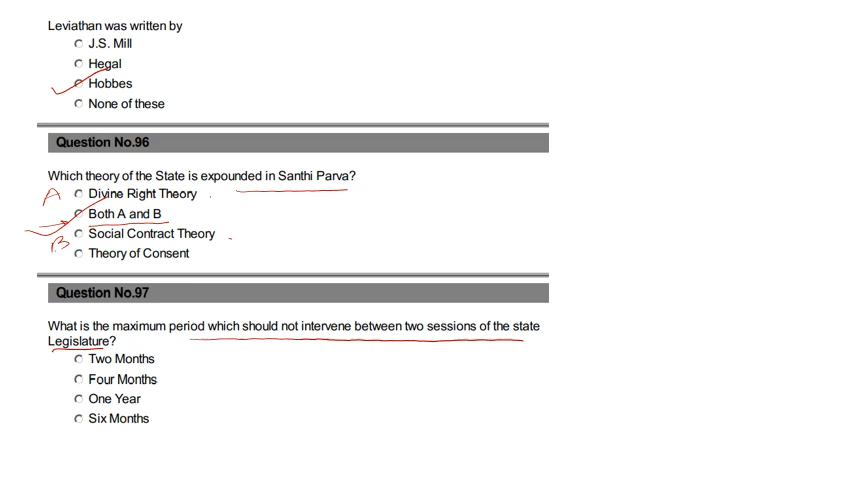 Leviathan was written by
J.S. Mill
Hegal
Hobbes
None of these
Question No.96
Which theory of the State is expounded in Santhi Parva?
A Divine Right Theory
Both A and B
B Social Contract Theory
Theory of Consent
Question No.97
What is the maximum period which should not intervene between two sessions of the state
Legislature?
Two Months
Four Months
One Year
Six Months